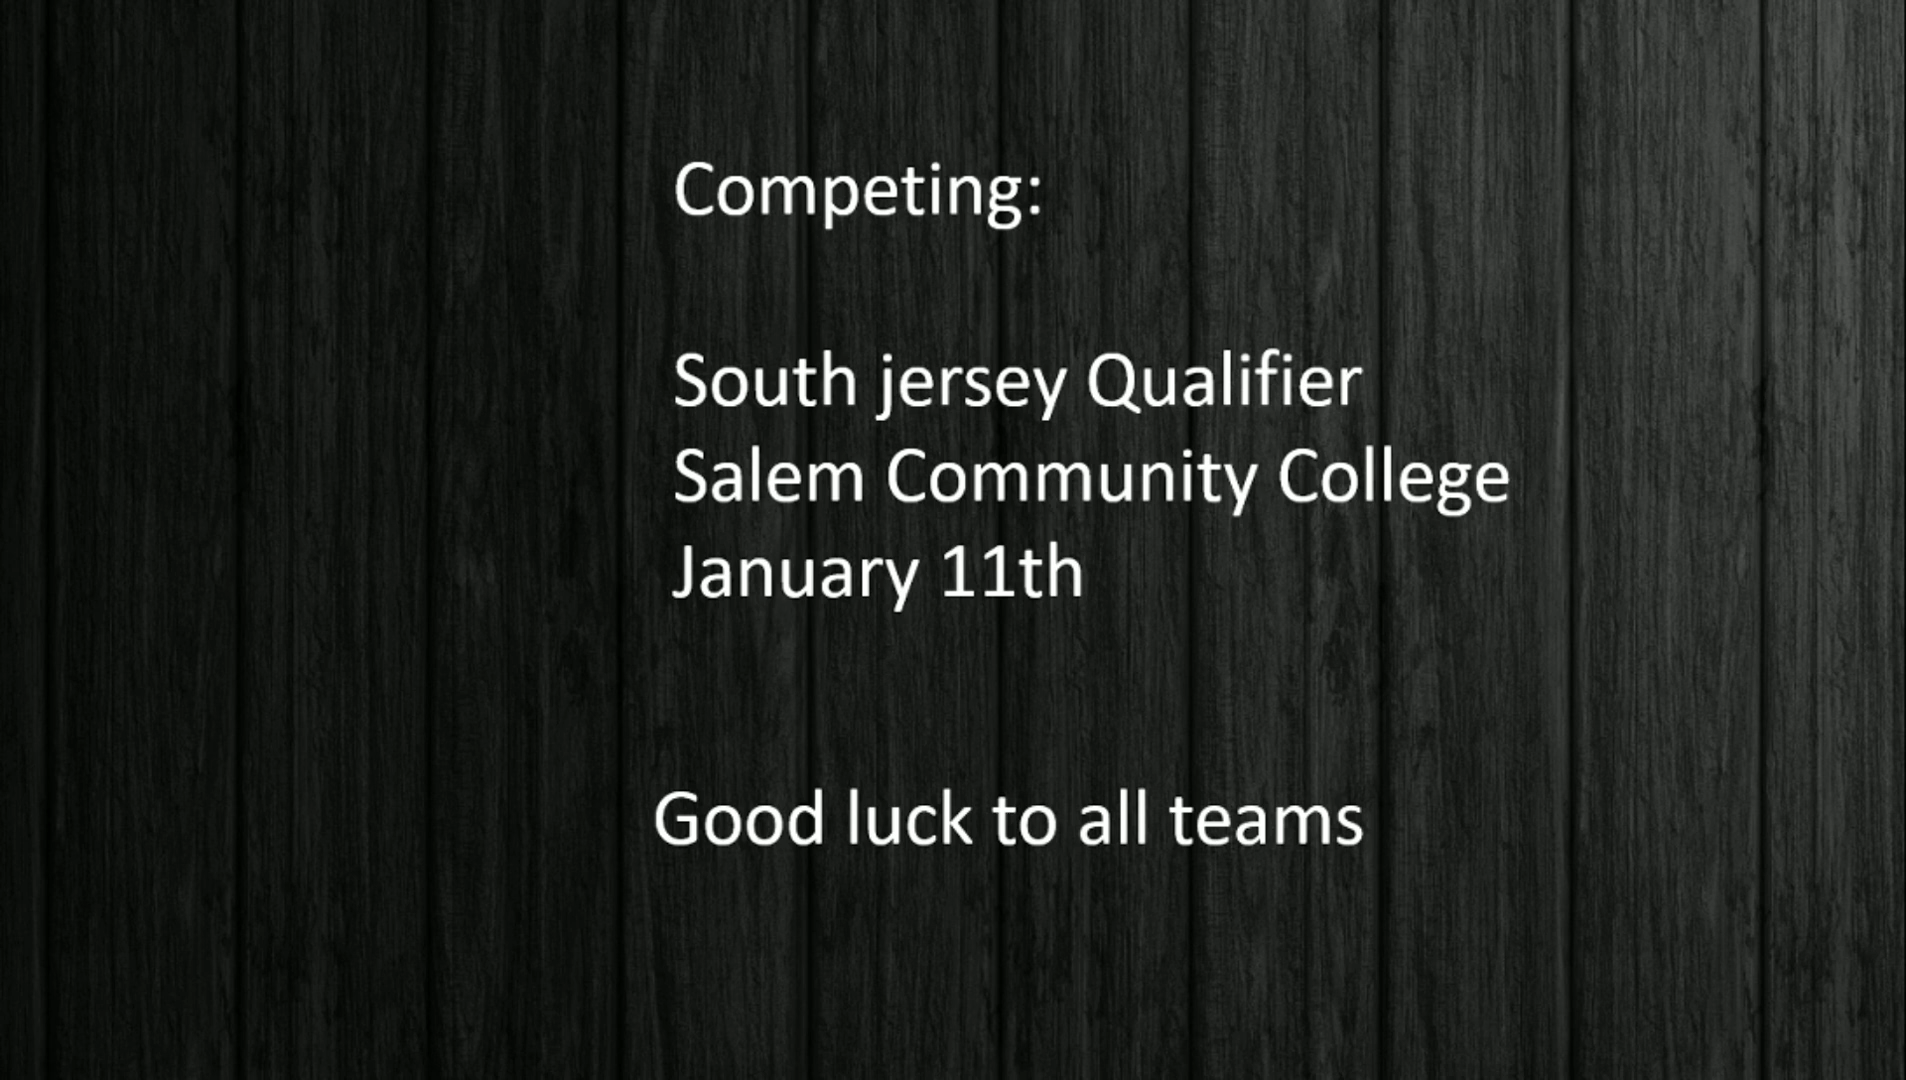 Competing:
South jersey Qualifier
Salem Community College
January 11th
Good luck to all teams